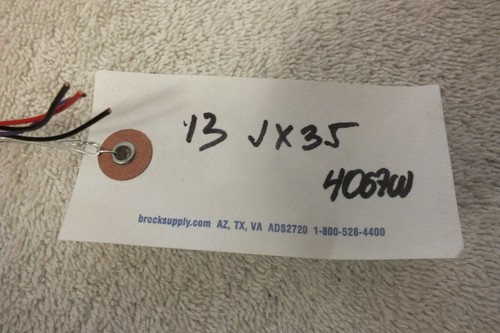 '13 JX35
4067W
brocksupply.com AZ, TX, VA ADS2720 1-800-528-4400